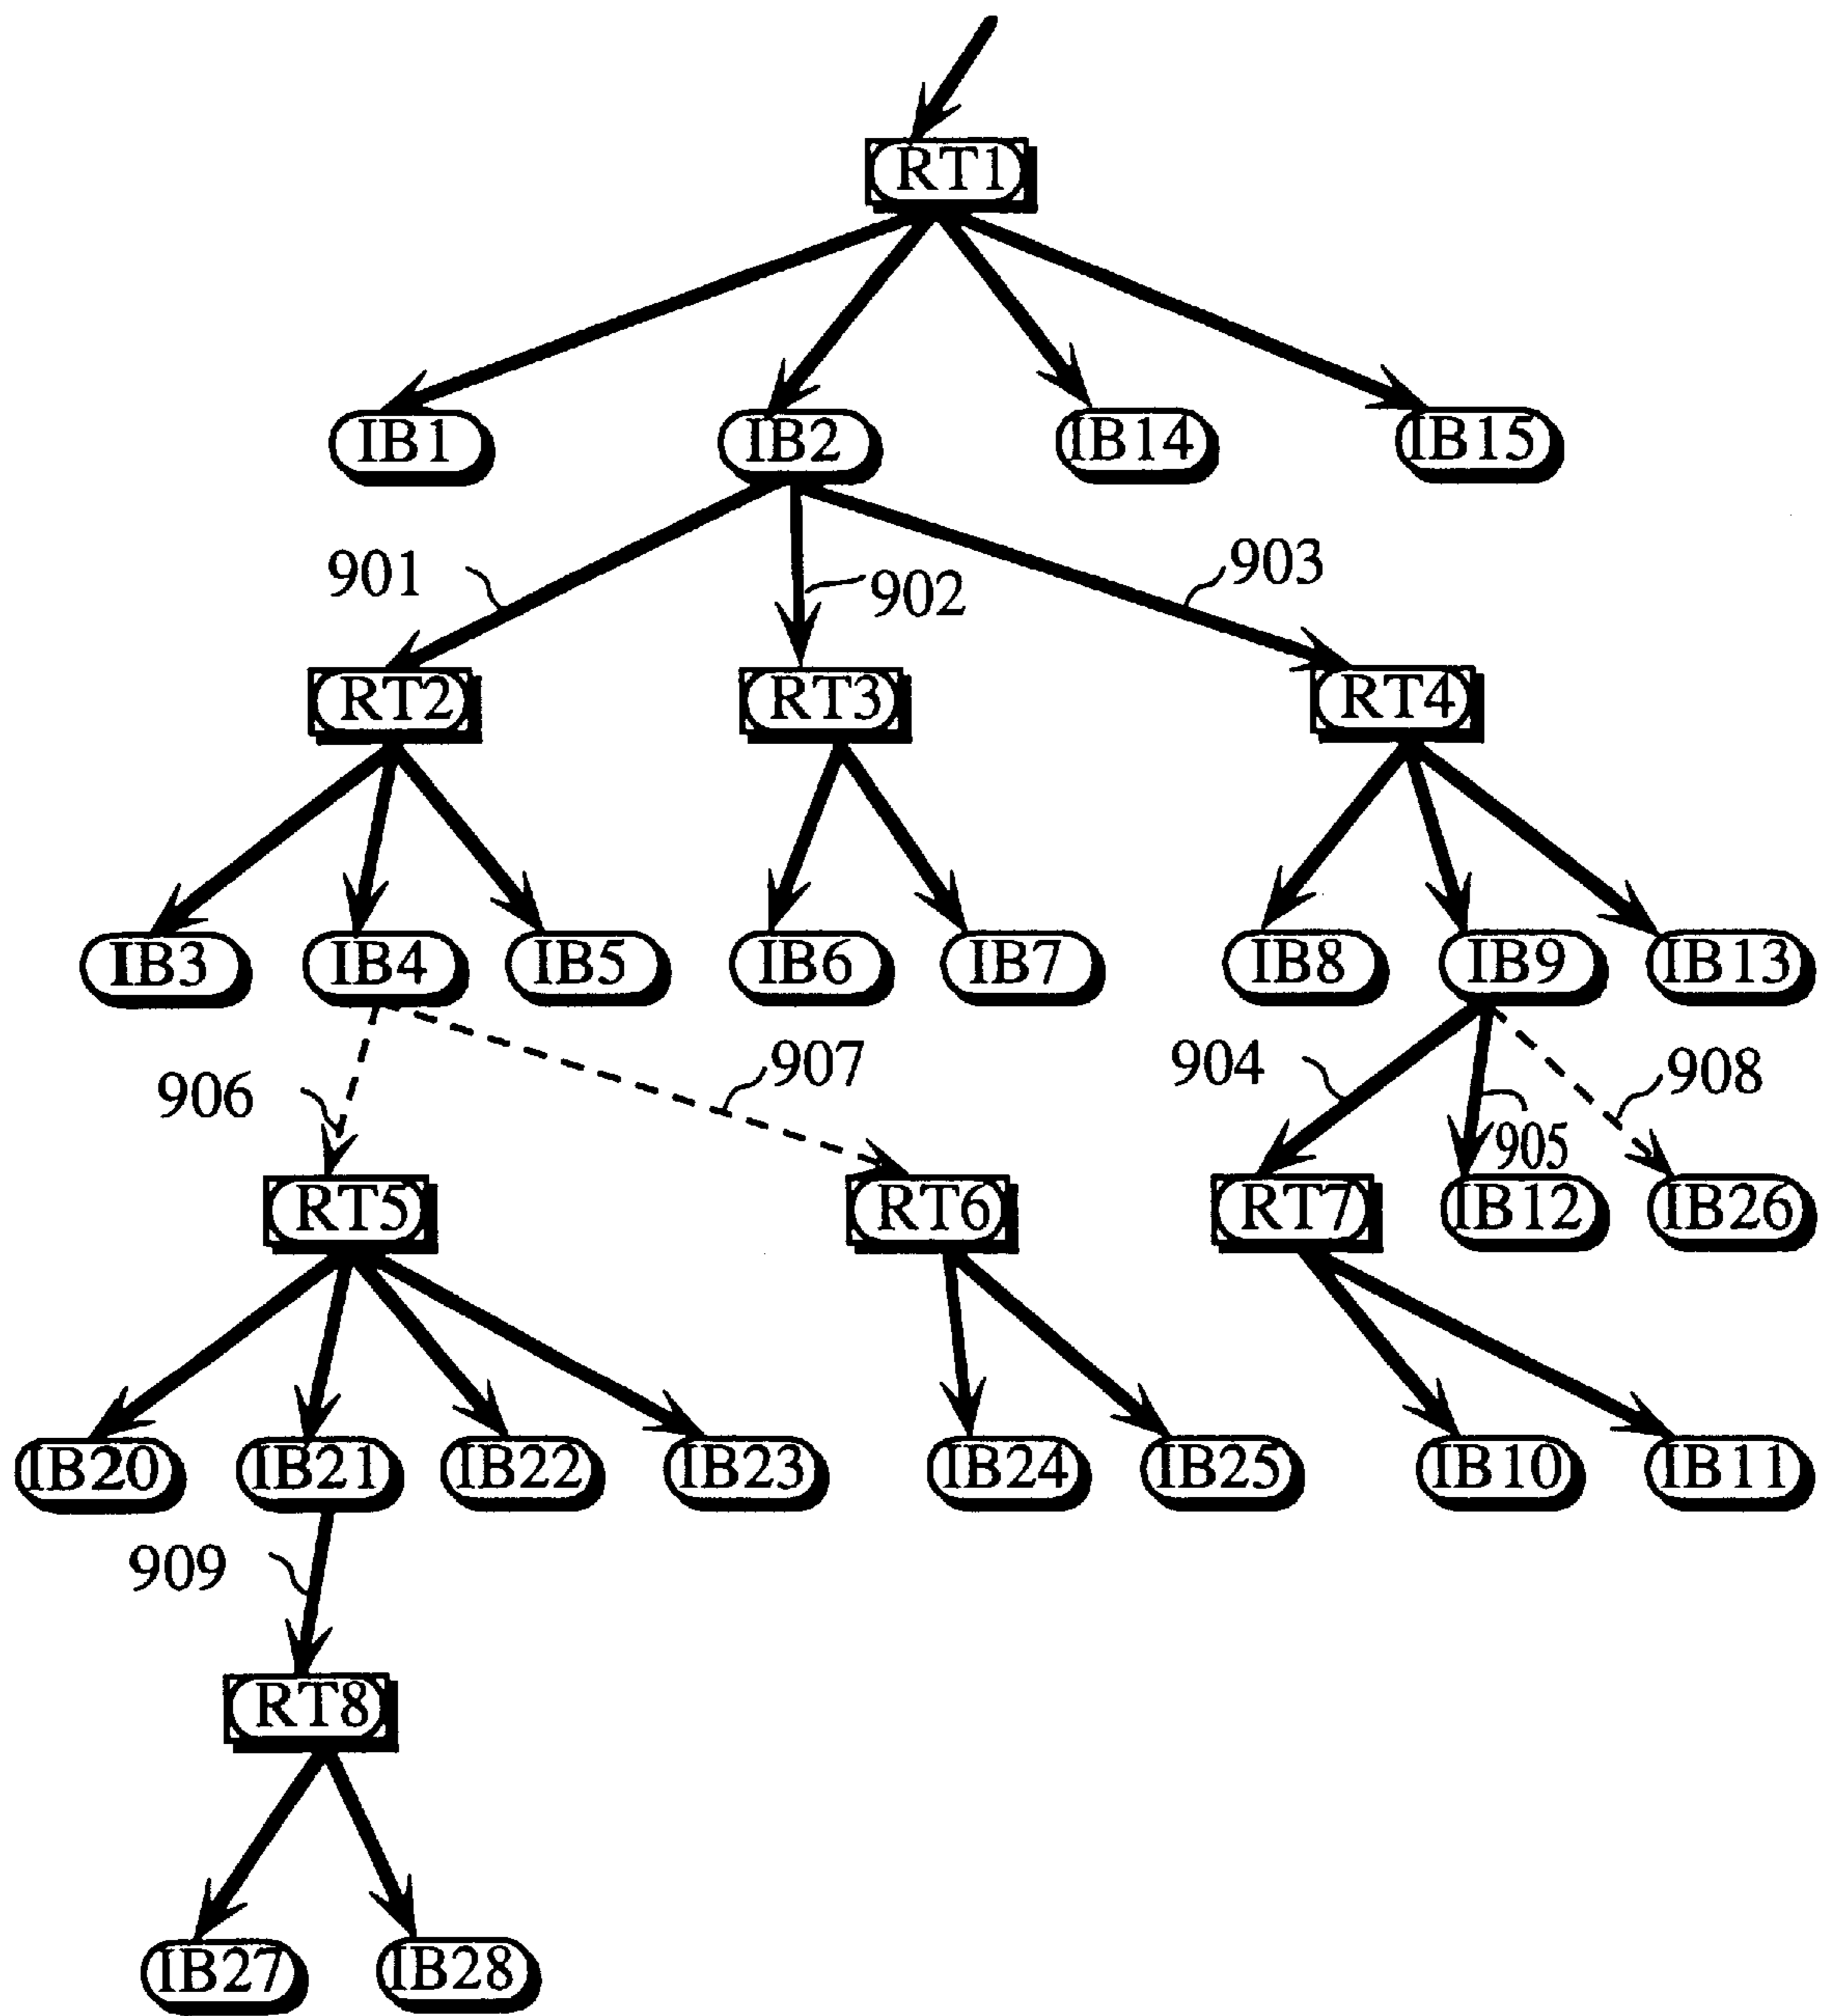 RT1
IB1 IB2 IB14 IB15
901 902 903
RT2 RT3 RT4
IB3 IB4 IB5 IB6 IB7 IB8 IB9 IB13
906 907 904 905 908
RT5 RT6 RT7 IB12 IB26
IB20 IB21 IB22 IB23 IB24 IB25 IB10 IB11
909
RT8
IB27 IB28